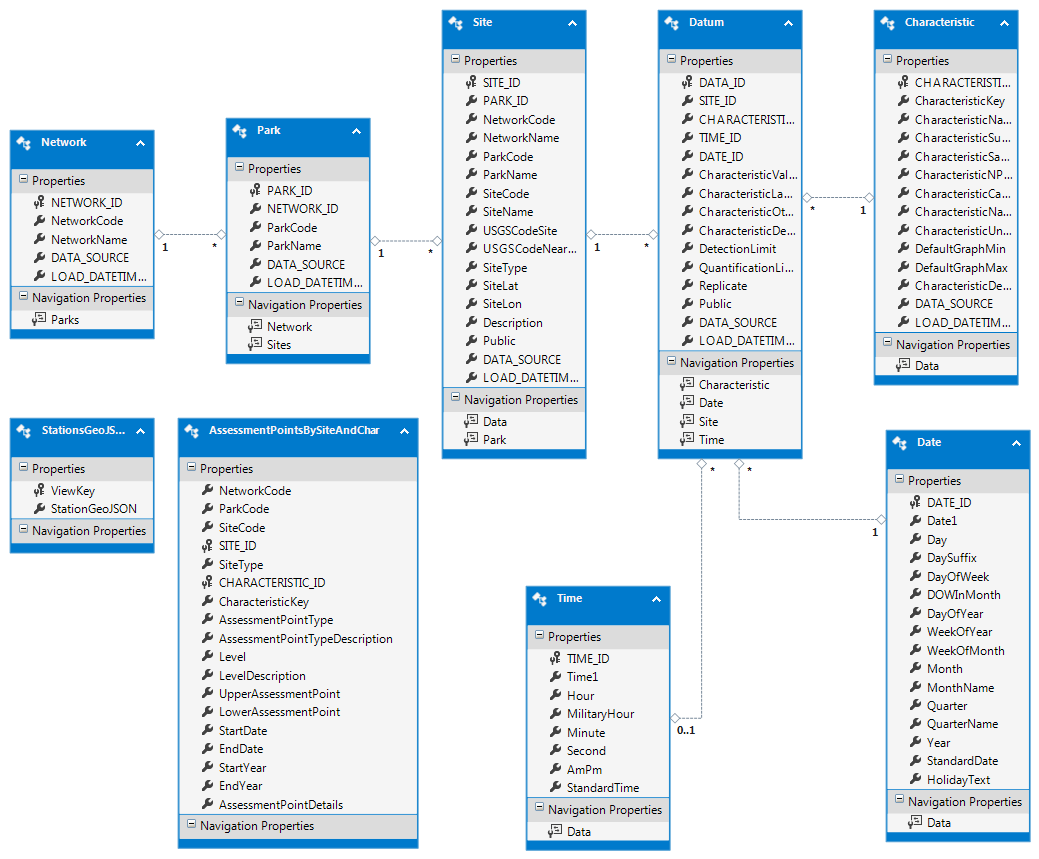 Network
Properties
NETWORK_ID
NetworkCode
NetworkName
DATA_SOURCE
LOAD_DATETIM...
Navigation Properties
Parks
1
*
Park
Properties
PARK_ID
NETWORK_ID
ParkCode
ParkName
DATA_SOURCE
LOAD_DATETIM...
Navigation Properties
Network
Sites
1
*
Site
Properties
SITE_ID
PARK_ID
NetworkCode
NetworkName
ParkCode
ParkName
SiteCode
SiteName
USGSCodeSite
USGSCodeNear...
SiteType
SiteLat
SiteLon
Description
Public
DATA_SOURCE
LOAD_DATETIM...
Navigation Properties
Data
Park
1
*
Datum
Properties
DATA_ID
SITE_ID
CHARACTERISTI...
TIME_ID
DATE_ID
CharacteristicVal...
CharacteristicLa...
CharacteristicOt...
CharacteristicDe...
DetectionLimit
QuantificationLi...
Replicate
Public
DATA_SOURCE
LOAD_DATETIM...
Navigation Properties
Characteristic
Date
Site
Time
*
1
Characteristic
Properties
CHARACTERISTI...
CharacteristicKey
CharacteristicNa...
CharacteristicSu...
CharacteristicSa...
CharacteristicNP...
CharacteristicCa...
CharacteristicNa...
CharacteristicUn...
DefaultGraphMin
DefaultGraphMax
CharacteristicDe...
DATA_SOURCE
LOAD_DATETIM...
Navigation Properties
Data
StationsGeoJS...
Properties
ViewKey
StationGeoJSON
Navigation Properties
AssessmentPointsBySiteAndChar
Properties
NetworkCode
ParkCode
SiteCode
SITE_ID
SiteType
CHARACTERISTIC_ID
CharacteristicKey
AssessmentPointType
AssessmentPointTypeDescription
Level
LevelDescription
UpperAssessmentPoint
LowerAssessmentPoint
StartDate
EndDate
StartYear
EndYear
AssessmentPointDetails
Navigation Properties
*
*
0..1
1
Time
Properties
TIME_ID
Time1
Hour
MilitaryHour
Minute
Second
AmPm
StandardTime
Navigation Properties
Data
Date
Properties
DATE_ID
Date1
Day
DaySuffix
DayOfWeek
DOWInMonth
DayOfYear
WeekOfYear
WeekOfMonth
Month
MonthName
Quarter
QuarterName
Year
StandardDate
HolidayText
Navigation Properties
Data